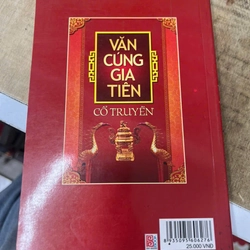 VĂN
CÚNG
GIA
TIÊN
CỔ TRUYỀN
25.000 VNĐ